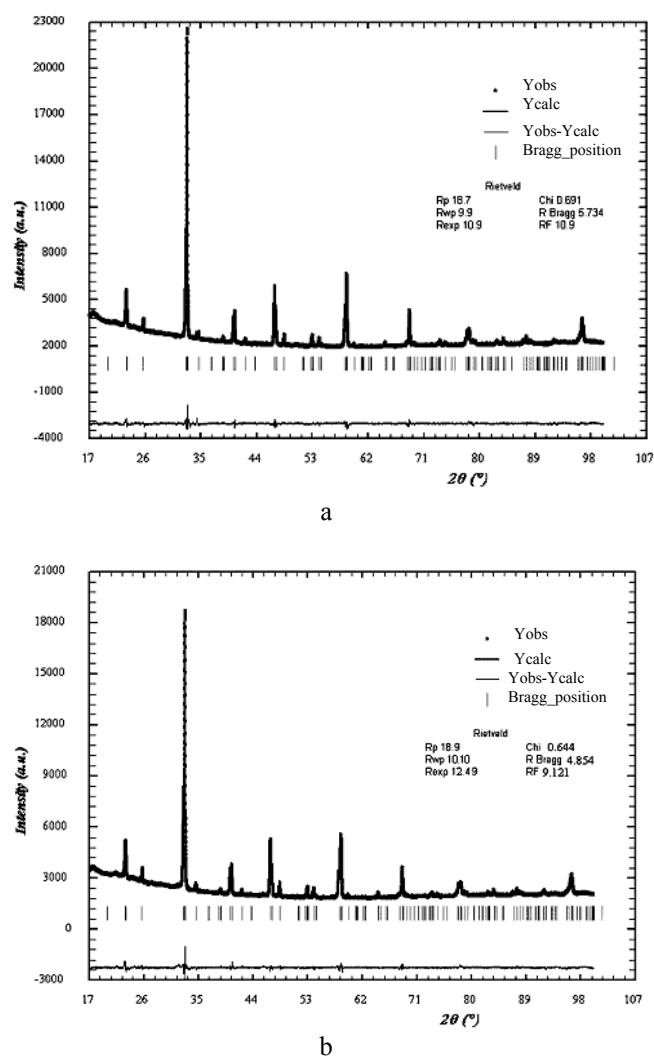 23000
20000
17000
14000
11000
8000
5000
2000
-1000
-4000
Intensity (a.u.)
Yobs
Ycalc
Yobs-Ycalc
Bragg_position
Rietveld
Rp 18.7 Chi 0.691
Rwp 9.9 R Bragg 5.734
Rexp 10.9 RF 10.9
17 26 35 44 53 62 71 80 89 98 107
2θ (°)
a
21000
18000
15000
12000
9000
6000
3000
0
-3000
Intensity (a.u.)
Yobs
Ycalc
Yobs-Ycalc
Bragg_position
Rietveld
Rp 18.9 Chi 0.644
Rwp 10.10 R Bragg 4.854
Rexp 12.49 RF 9.121
17 26 35 44 53 62 71 80 89 98 107
2θ (°)
b